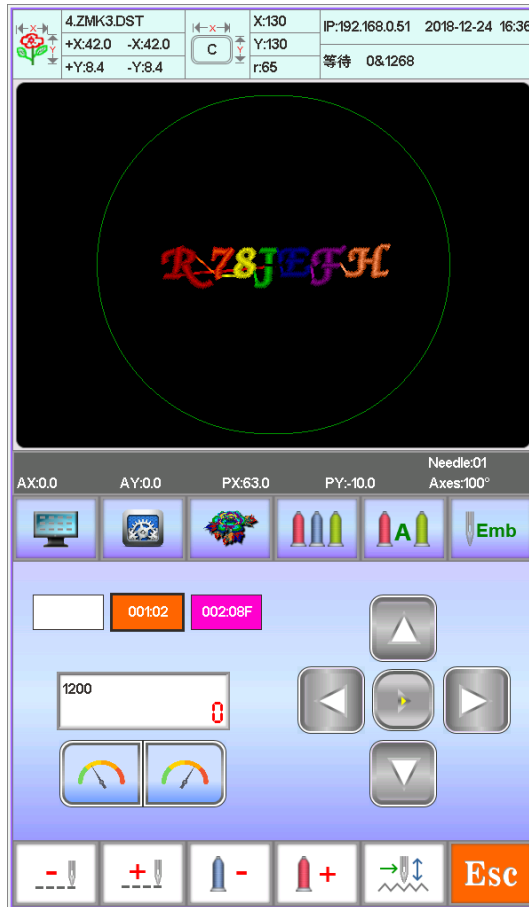 4.ZMK3.DST
+X:42.0 -X:42.0
+Y:8.4 -Y:8.4
X
Y
C
X
Y
X:130
Y:130
r:65
IP:192.168.0.51 2018-12-24 16:36
等待 0&1268
RZ8JEFH
Needle:01
AX:0.0 AY:0.0 PX:63.0 PY:-10.0 Axes:100°
A
Emb
001:02 002:08F
1200
0
- + - + Esc